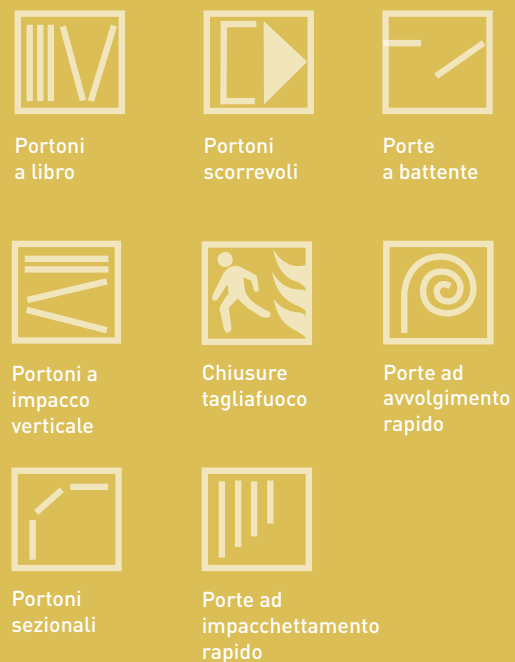 Portoni
a libro
Portoni
scorrevoli
Porte
a battente
Portoni a
impacco
verticale
Chiusure
tagliafuoco
Porte ad
avvolgimento
rapido
Portoni
sezionali
Porte ad
impacchettamento
rapido